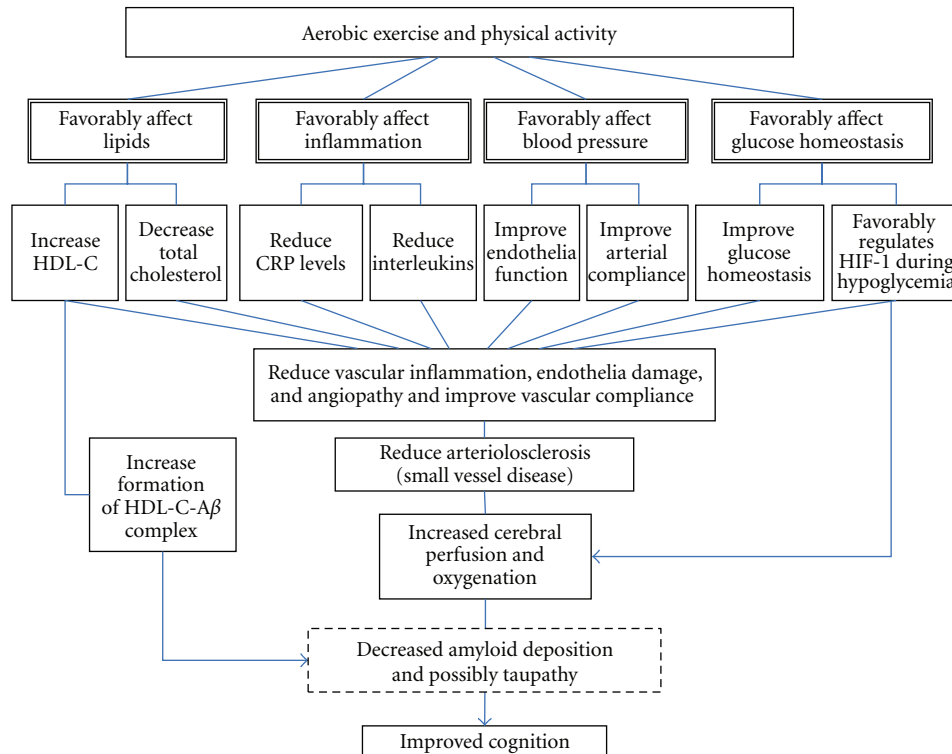 Aerobic exercise and physical activity
Favorably affect
lipids
Favorably affect
inflammation
Favorably affect
blood pressure
Favorably affect
glucose homeostasis
Increase
HDL-C
Decrease
total
cholesterol
Reduce
CRP levels
Reduce
interleukins
Improve
endothelia
function
Improve
arterial
compliance
Improve
glucose
homeostasis
Favorably
regulates
HIF-1 during
hypoglycemia
Reduce vascular inflammation, endothelia damage,
and angiopathy and improve vascular compliance
Reduce arteriolosclerosis
(small vessel disease)
Increase
formation
of HDL-C-Aβ
complex
Increased cerebral
perfusion and
oxygenation
Decreased amyloid deposition
and possibly taupathy
Improved cognition